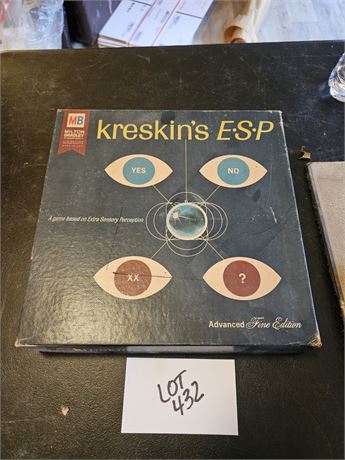 MB
MILTON
BRADLEY
kreskin's E·S·P
YES
NO
A game based on Extra Sensory Perception
XX
?
Advanced Fine Edition
LOT
432